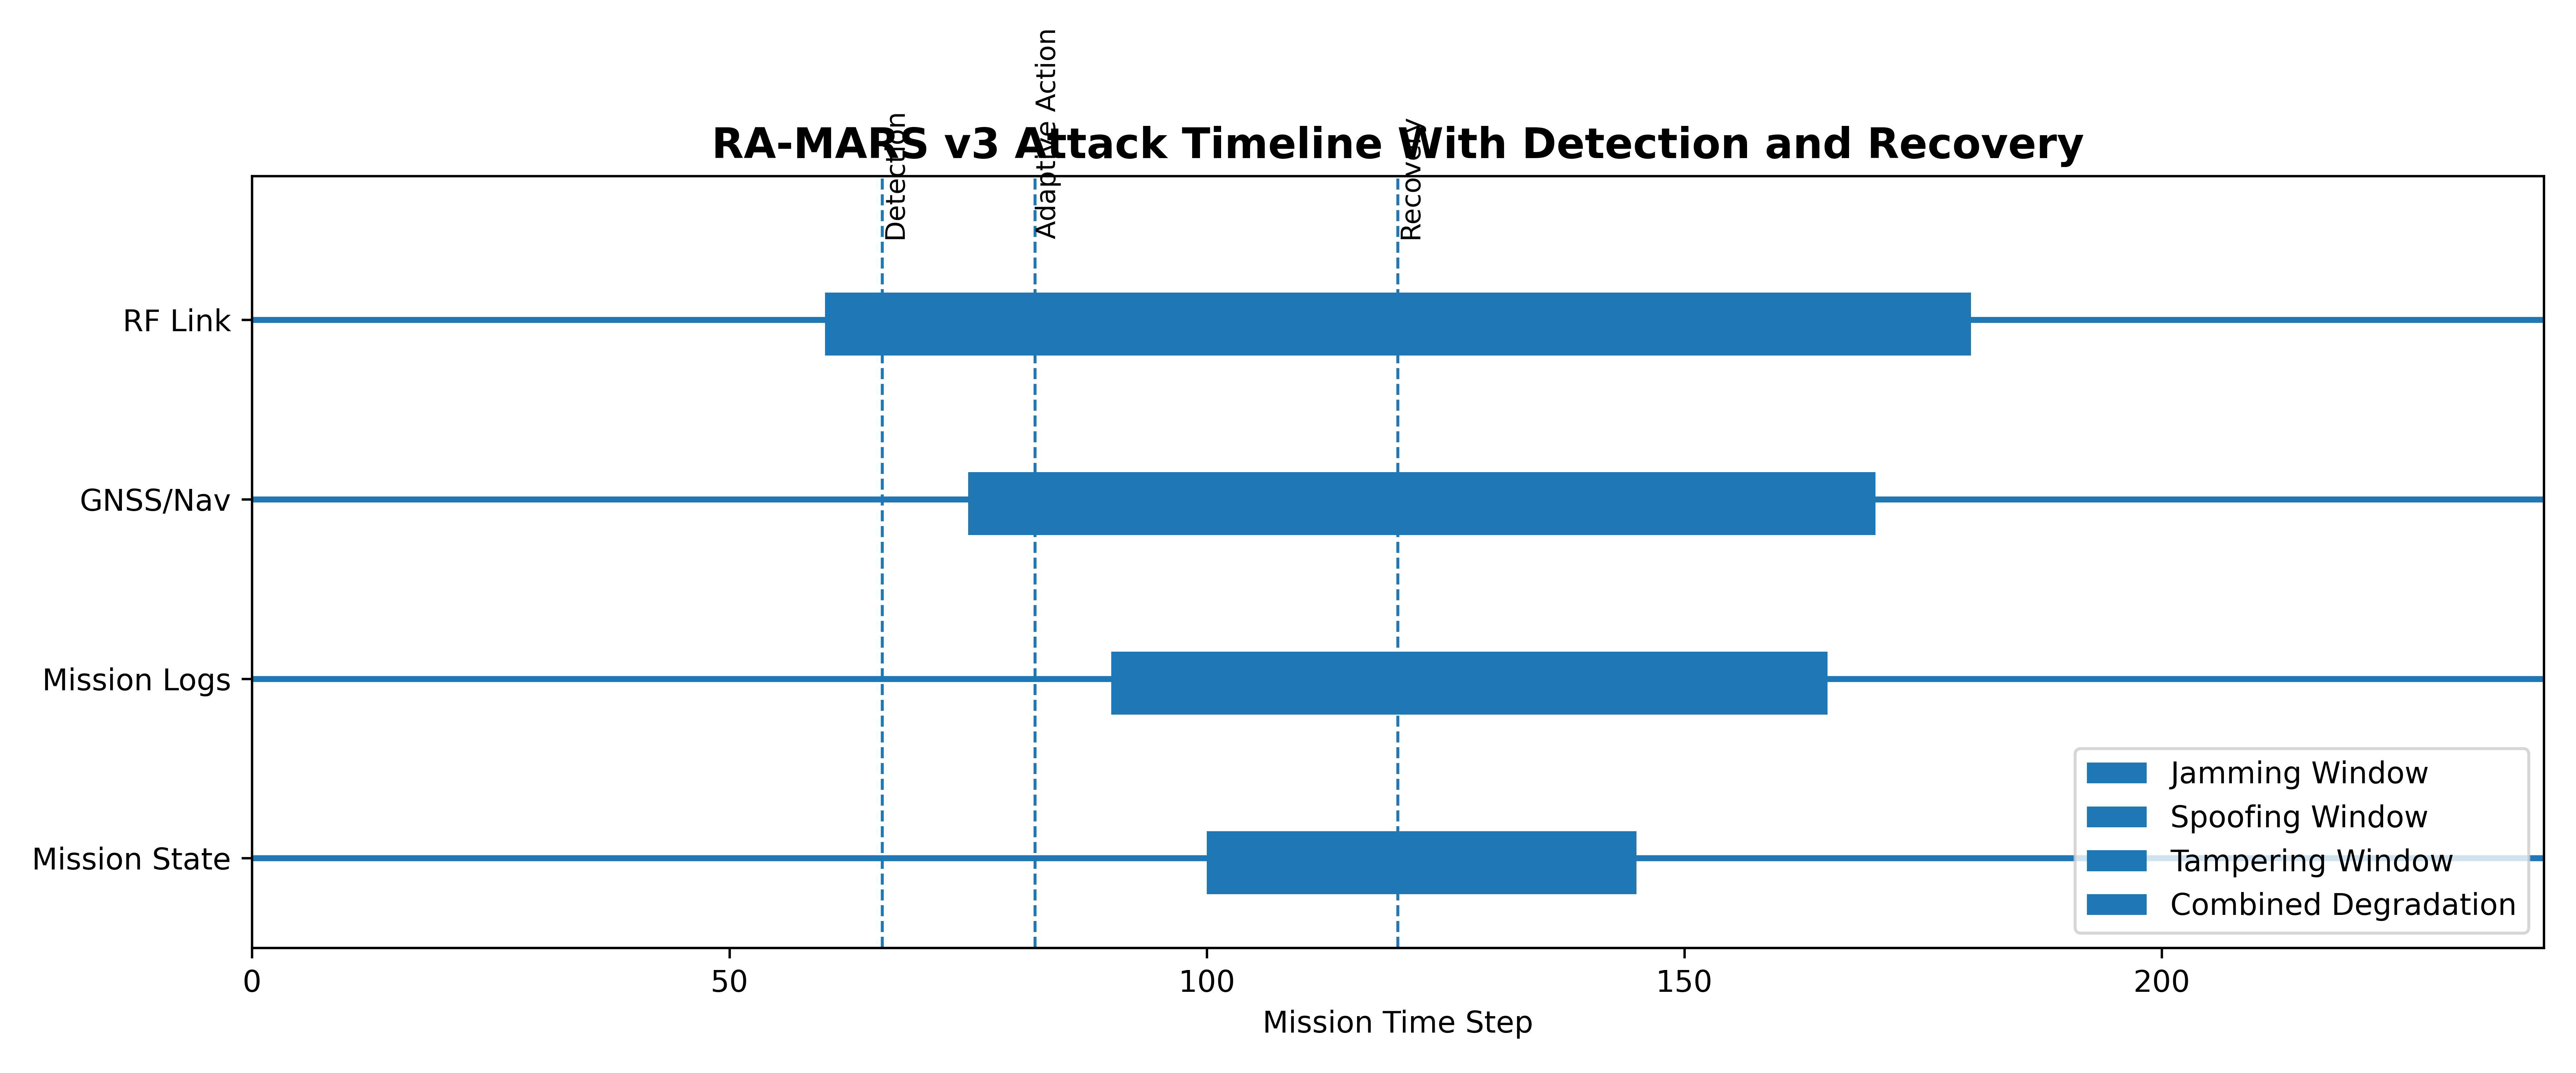 Adaptive Action
Detection
Recovery
RA-MARS v3 Attack Timeline With Detection and Recovery
RF Link
GNSS/Nav
Mission Logs
Mission State
Jamming Window
Spoofing Window
Tampering Window
Combined Degradation
0
50
100
150
200
Mission Time Step